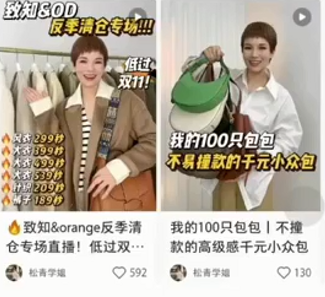 致知&OD
反季清仓专场!!!
低过
双11!
🔥风衣299秒
🔥大衣399秒
🔥大衣499秒
🔥大衣539秒
🔥针织209秒
🔥裤子189秒
🔥致知&orange反季清
仓专场直播！低过双…
松青学姐
592
我的100只包包
不易撞款的千元小众包
我的100只包包丨不撞
款的高级感千元小众包
松青学姐
130